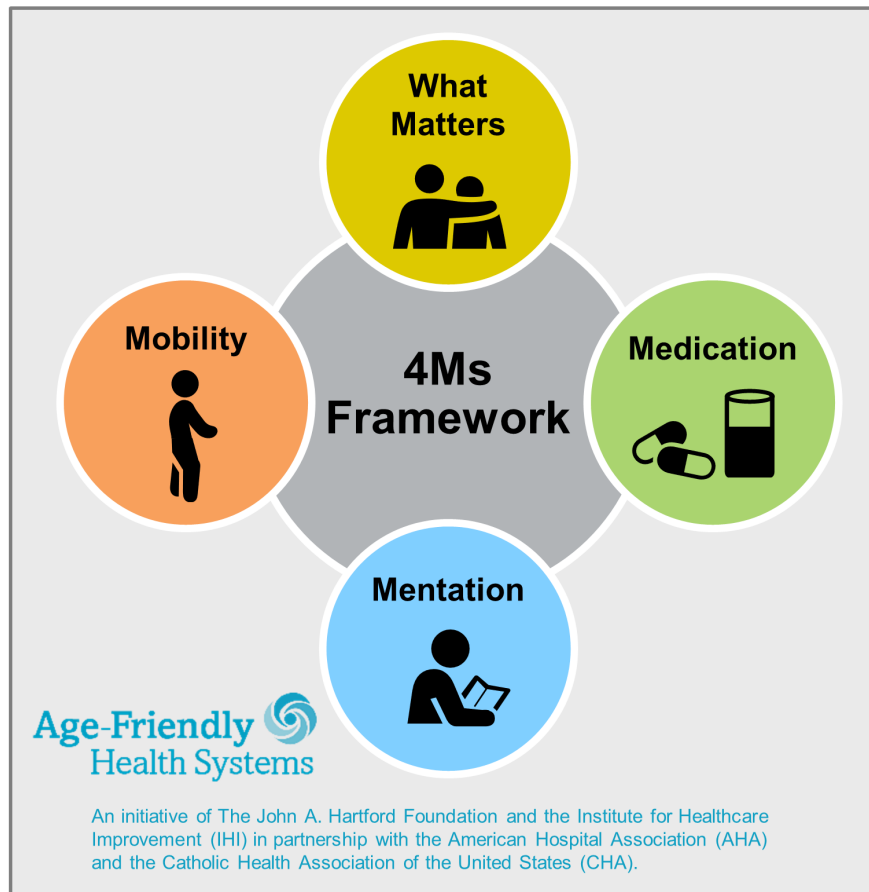 What
Matters
Mobility
4Ms
Framework
Medication
Mentation
Age-Friendly
Health Systems
An initiative of The John A. Hartford Foundation and the Institute for Healthcare
Improvement (IHI) in partnership with the American Hospital Association (AHA)
and the Catholic Health Association of the United States (CHA).